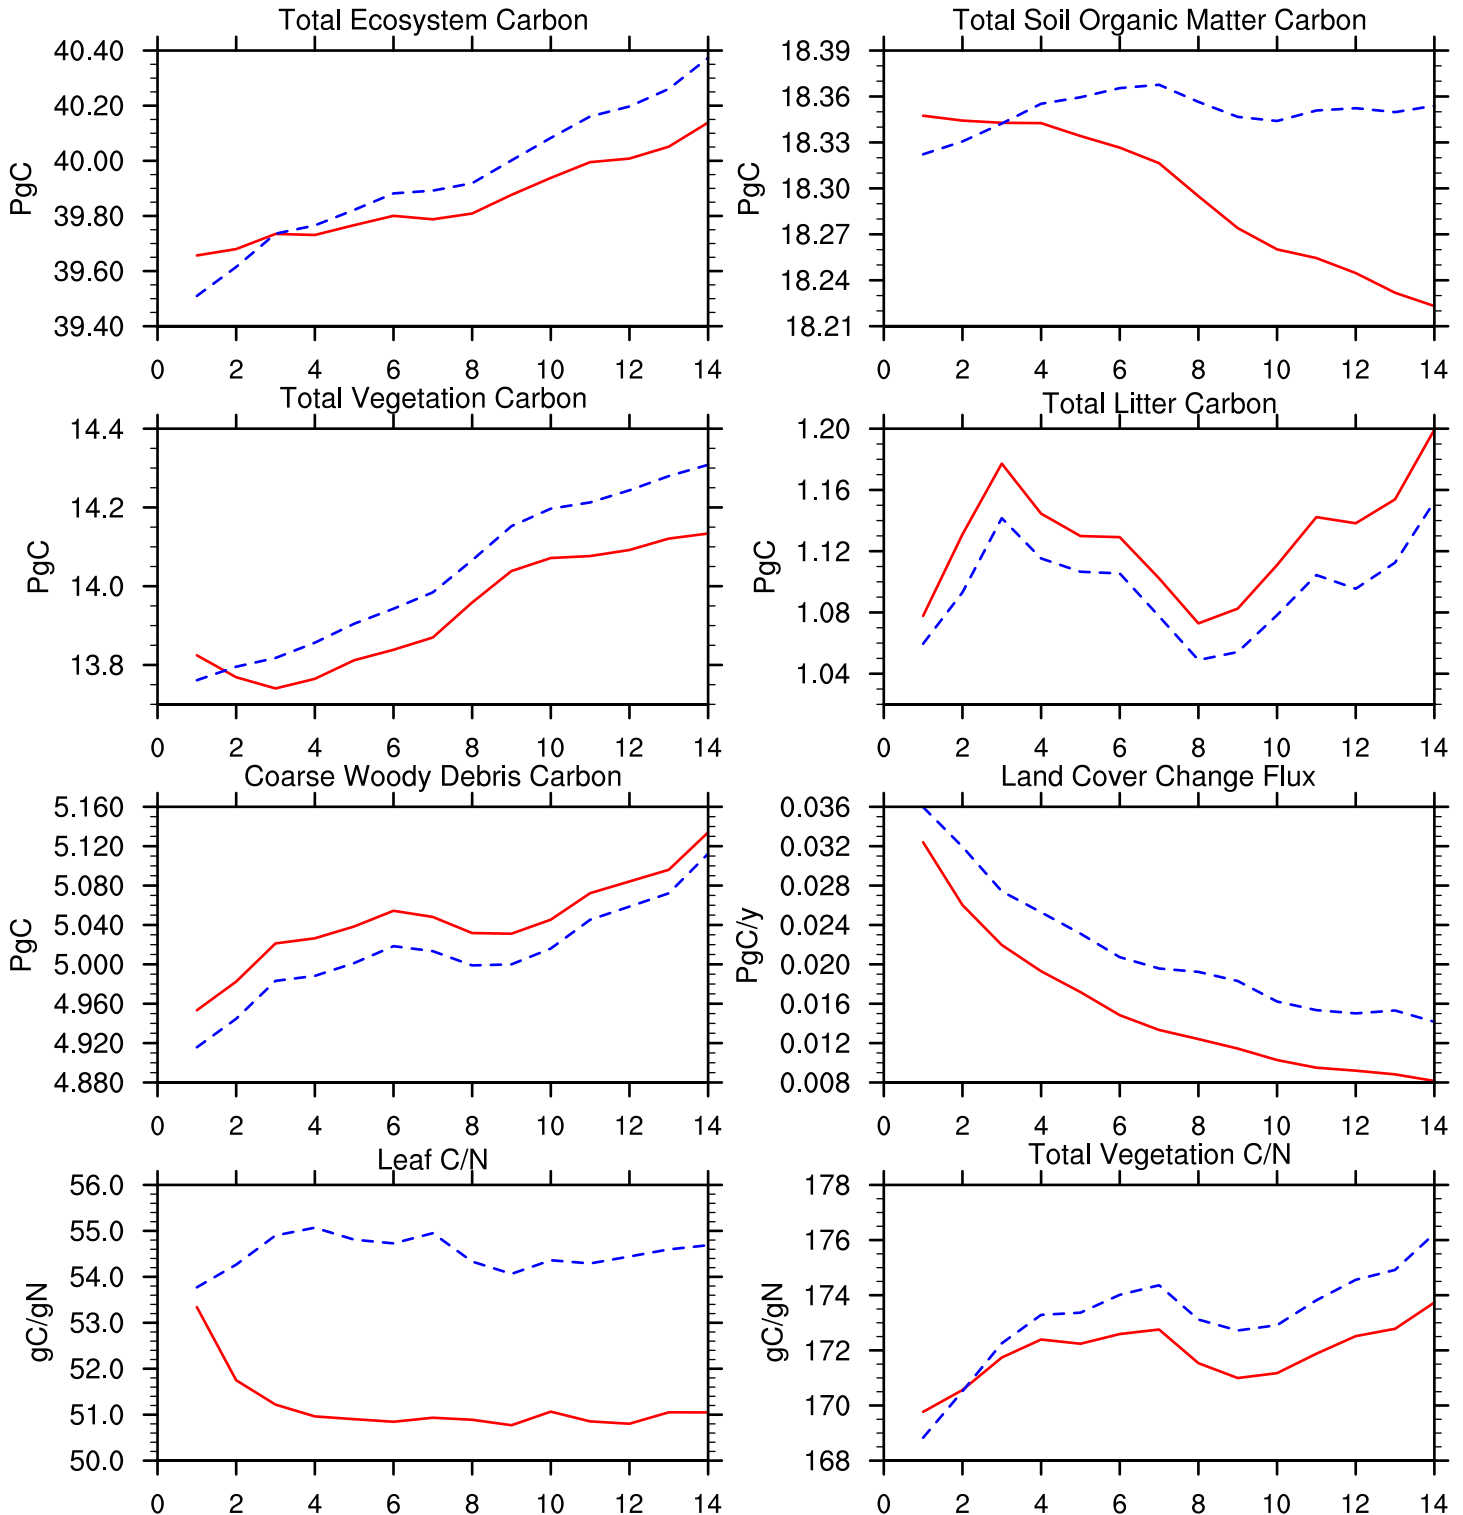 Total Ecosystem Carbon
40.40
40.20
40.00
39.80
39.60
39.40
PgC
0 2 4 6 8 10 12 14
Total Soil Organic Matter Carbon
18.39
18.36
18.33
18.30
18.27
18.24
18.21
PgC
0 2 4 6 8 10 12 14
Total Vegetation Carbon
14.4
14.2
14.0
13.8
PgC
0 2 4 6 8 10 12 14
Total Litter Carbon
1.20
1.16
1.12
1.08
1.04
PgC
0 2 4 6 8 10 12 14
Coarse Woody Debris Carbon
5.160
5.120
5.080
5.040
5.000
4.960
4.920
4.880
PgC
0 2 4 6 8 10 12 14
Land Cover Change Flux
0.036
0.032
0.028
0.024
0.020
0.016
0.012
0.008
PgC/y
0 2 4 6 8 10 12 14
Leaf C/N
56.0
55.0
54.0
53.0
52.0
51.0
50.0
gC/gN
0 2 4 6 8 10 12 14
Total Vegetation C/N
178
176
174
172
170
168
gC/gN
0 2 4 6 8 10 12 14